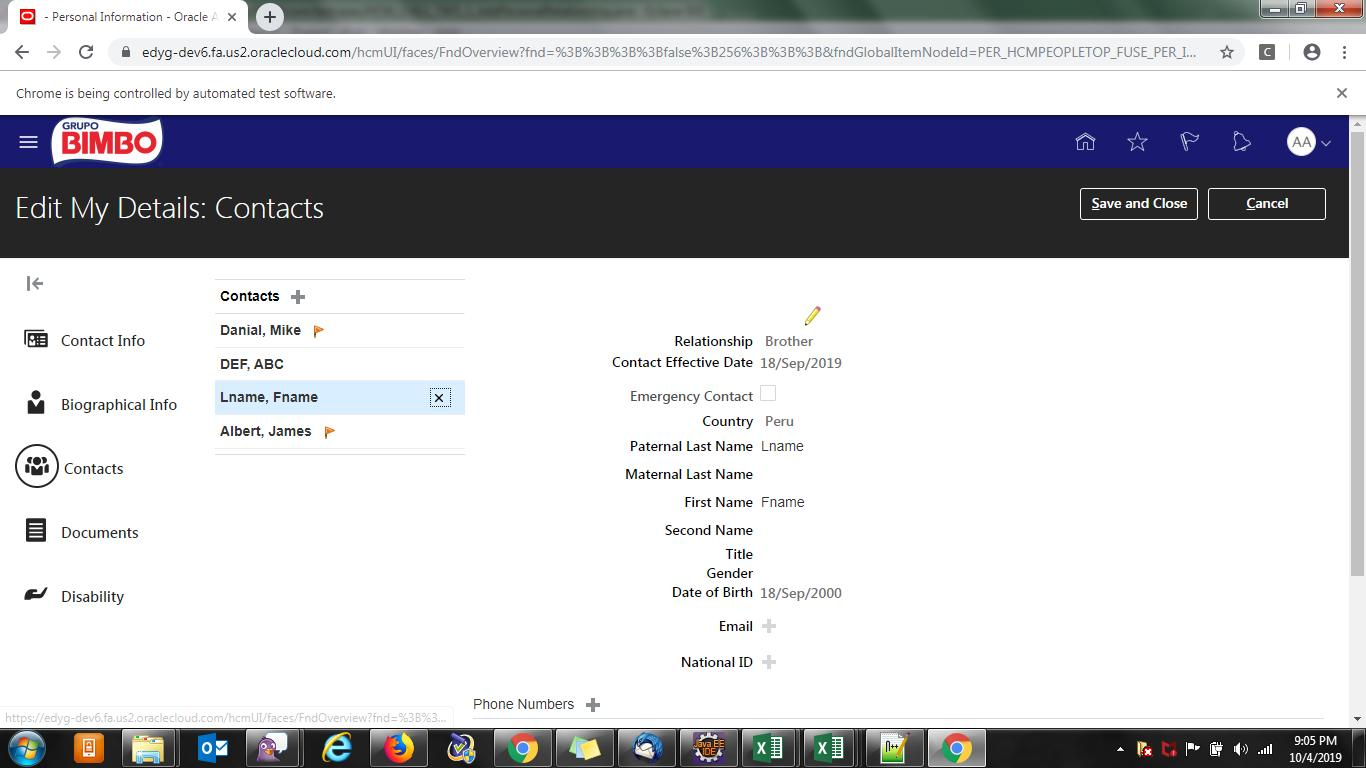 - Personal Information - Oracle A
edyg-dev6.fa.us2.oraclecloud.com/hcmUI/faces/FndOverview?fnd=%3B%3B%3B%3Bfalse%3B256%3B%3B%3B&fndGlobalItemNodeId=PER_HCMPEOPLETOP_FUSE_PER_I...
C
Chrome is being controlled by automated test software.
GRUPO
BIMBO
AA
Edit My Details: Contacts
Save and Close
Cancel
Contact Info
Biographical Info
Contacts
Documents
Disability
Contacts
Danial, Mike
DEF, ABC
Lname, Fname
Albert, James
Relationship Brother
Contact Effective Date 18/Sep/2019
Emergency Contact
Country Peru
Paternal Last Name Lname
Maternal Last Name
First Name Fname
Second Name
Title
Gender
Date of Birth 18/Sep/2000
Email
National ID
Phone Numbers
https://edyg-dev6.fa.us2.oraclecloud.com/hcmUI/faces/FndOverview?fnd=%3B%3...
Java EE
IDE
9:05 PM
10/4/2019